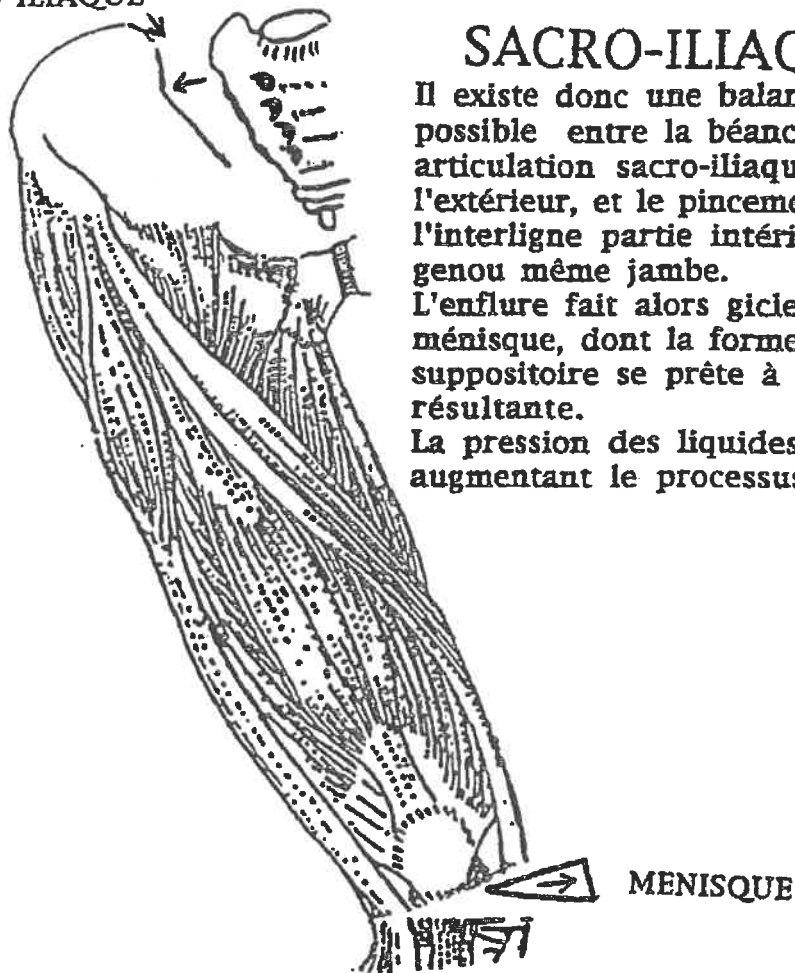 ILIAQUE
SACRO-ILIAQ
Il existe donc une balan
possible entre la béanc
articulation sacro-iliaqu
l'extérieur, et le pinceme
l'interligne partie intéri
genou même jambe.
L'enflure fait alors gicle
ménisque, dont la forme
suppositoire se prête à
résultante.
La pression des liquides
augmentant le processus
MENISQUE